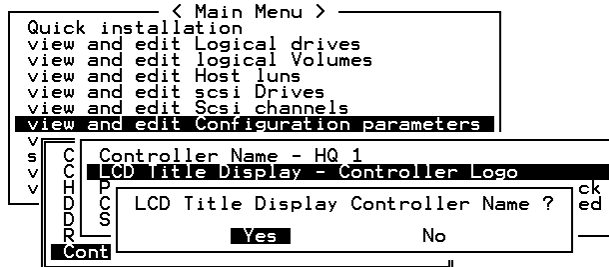 < Main Menu >
Quick installation
view and edit Logical drives
view and edit logical Volumes
view and edit Host luns
view and edit scsi Drives
view and edit Scsi channels
view and edit Configuration parameters
v
s C Controller Name - HQ 1
v C LCD Title Display - Controller Logo
v H P ck
D C LCD Title Display Controller Name ? ed
D S
R Yes No
Cont